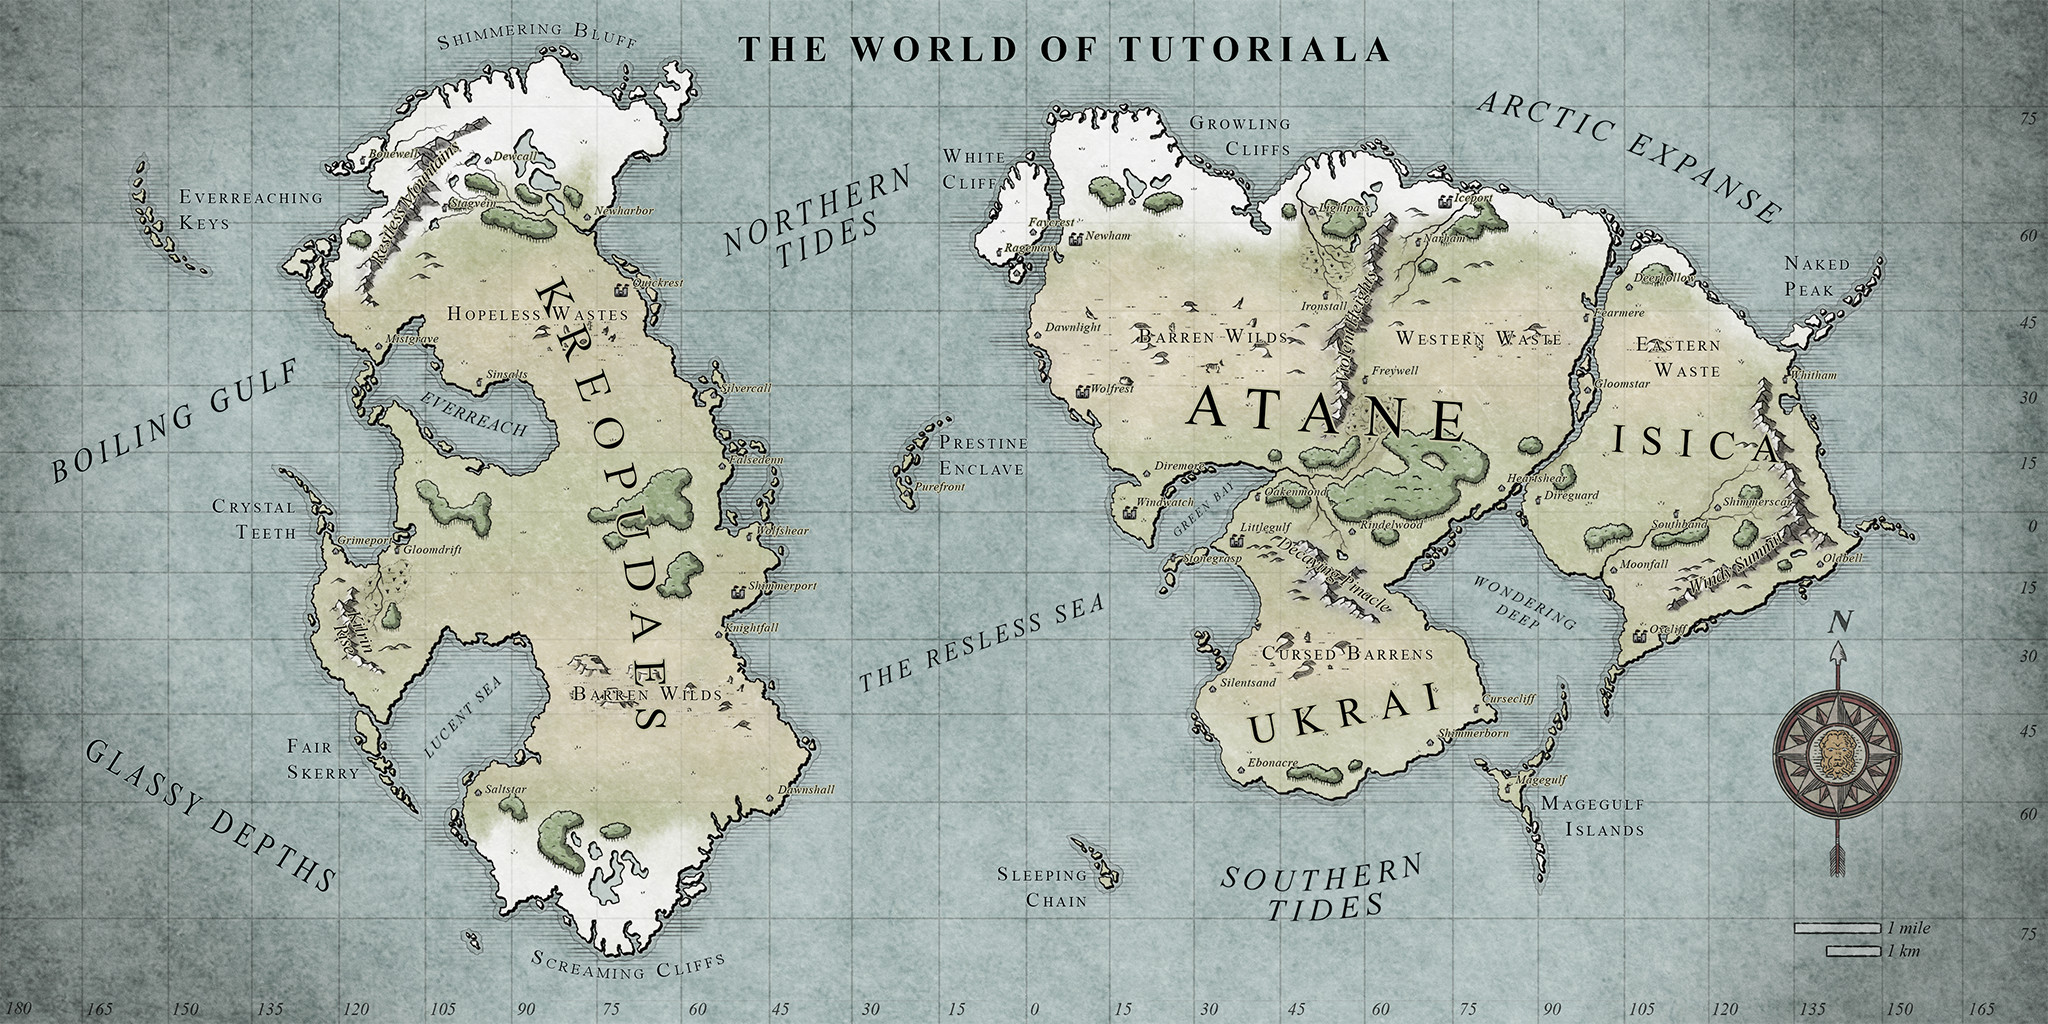 THE WORLD OF TUTORIALA
SHIMMERING BLUFF
ARCTIC EXPANSE
GROWLING
CLIFFS
WHITE
CLIFFS
NORTHERN
TIDES
EVERREACHING
KEYS
NAKED
PEAK
Bonewell
Dewcall
Resiless Mountains
Stagvein
Newharbor
Quickrest
HOPELESS WASTES
Mistgrave
Sinsalts
EVERREACH
Silvercall
KREOPUDAES
Falsedenn
Wolfshear
Shimmerport
Knightfall
BARREN WILDS
Dawnshall
Saltstar
SCREAMING CLIFFS
BOILING GULF
CRYSTAL
TEETH
Grimeport
Gloomdrift
Kilrin
Rise
LUCENT SEA
FAIR
SKERRY
GLASSY DEPTHS
PRESTINE
ENCLAVE
Purefront
THE RESLESS SEA
SLEEPING
CHAIN
SOUTHERN
TIDES
Faycrest
Ragemaw
Newham
Lightpass
Iceport
Narham
Ironstall
Dawnlight
BARREN WILDS
WESTERN WASTE
Wolfrest
Freywell
ATANE
Diremore
Windwatch
GREEN BAY
Oakenmond
Rindelwood
Heartshear
Littlegulf
Stonegrasp
Decaying Pinacle
CURSED BARRENS
Silentsand
UKRAI
Cursecliff
Shimmerborn
Ebonacre
Magegulf
MAGEGULF
ISLANDS
WONDERING
DEEP
Deerhollow
Fearmere
EASTERN
WASTE
Gloomstar
Whitham
ISICA
Direguard
Shimmerscar
Southband
Moonfall
Windy Summit
Oldbell
Oxcliff
N
1 mile
1 km
75
60
45
30
15
0
15
30
45
60
75
180 165 150 135 120 105 90 75 60 45 30 15 0 15 30 45 60 75 90 105 120 135 150 165